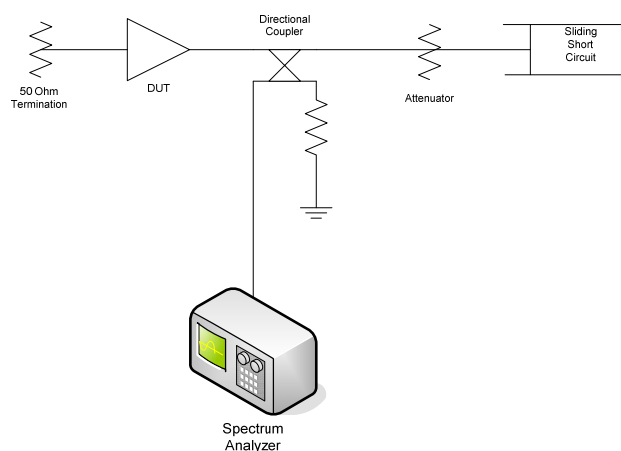 Directional
Coupler
Sliding
Short
Circuit
50 Ohm
Termination
DUT
Attenuator
Spectrum
Analyzer